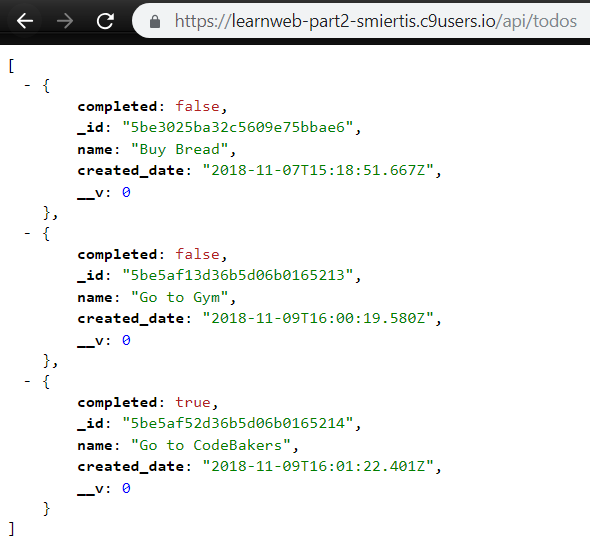 https://learnweb-part2-smiertis.c9users.io/api/todos
[
- {
completed: false,
_id: "5be3025ba32c5609e75bbae6",
name: "Buy Bread",
created_date: "2018-11-07T15:18:51.667Z",
__v: 0
},
- {
completed: false,
_id: "5be5af13d36b5d06b0165213",
name: "Go to Gym",
created_date: "2018-11-09T16:00:19.580Z",
__v: 0
},
- {
completed: true,
_id: "5be5af52d36b5d06b0165214",
name: "Go to CodeBakers",
created_date: "2018-11-09T16:01:22.401Z",
__v: 0
}
]